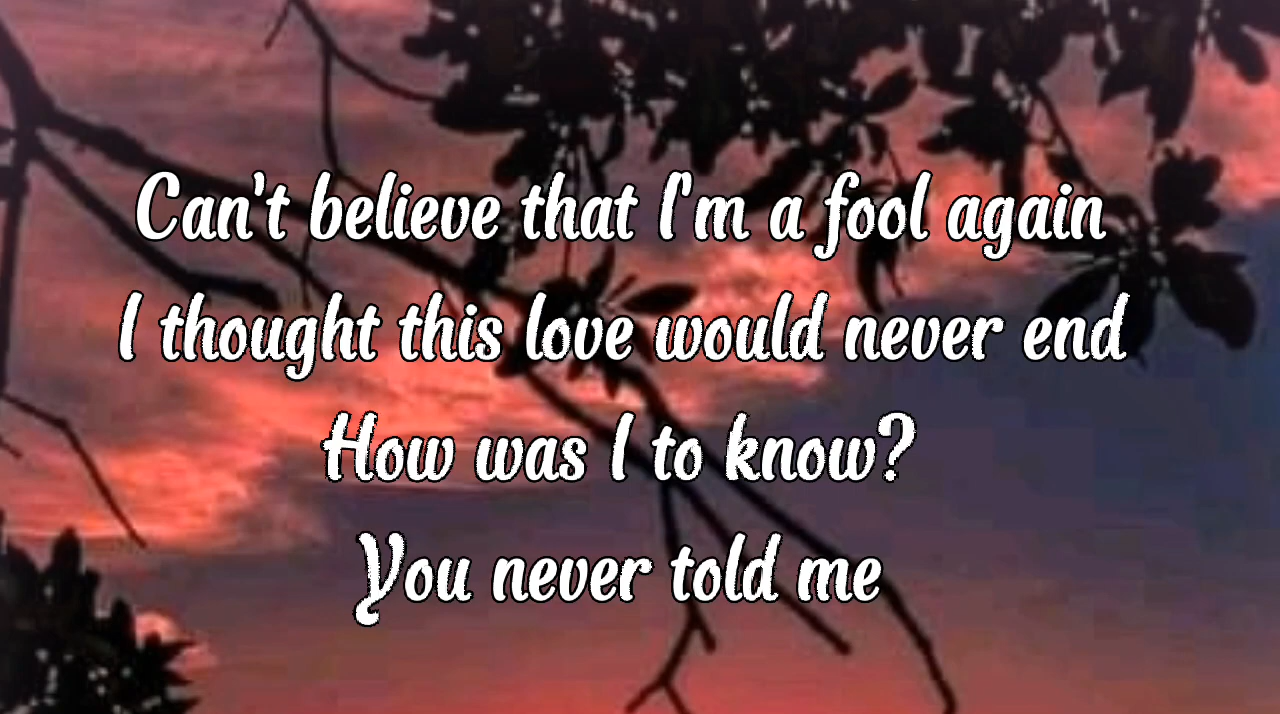 Can't believe that I'm a fool again
I thought this love would never end
How was I to know?
You never told me